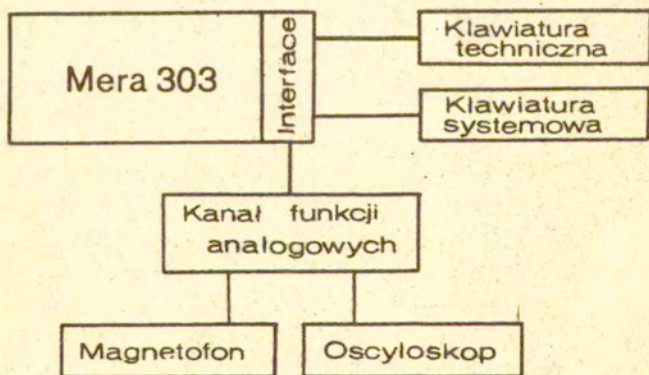 Mera 303
Interface
Klawiatura
techniczna
Klawiatura
systemowa
Kanał funkcji
analogowych
Magnetofon
Oscyloskop